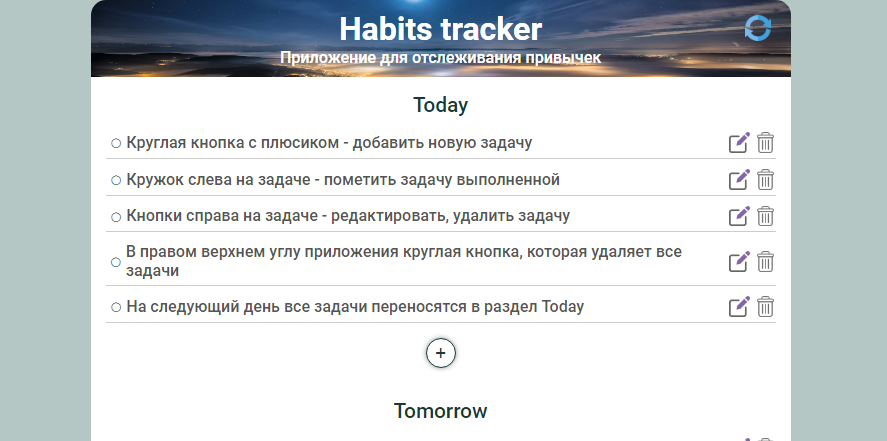 Habits tracker
Приложение для отслеживания привычек
Today
Круглая кнопка с плюсиком - добавить новую задачу
Кружок слева на задаче - пометить задачу выполненной
Кнопки справа на задаче - редактировать, удалить задачу
В правом верхнем углу приложения круглая кнопка, которая удаляет все
задачи
На следующий день все задачи переносятся в раздел Today
+
Tomorrow